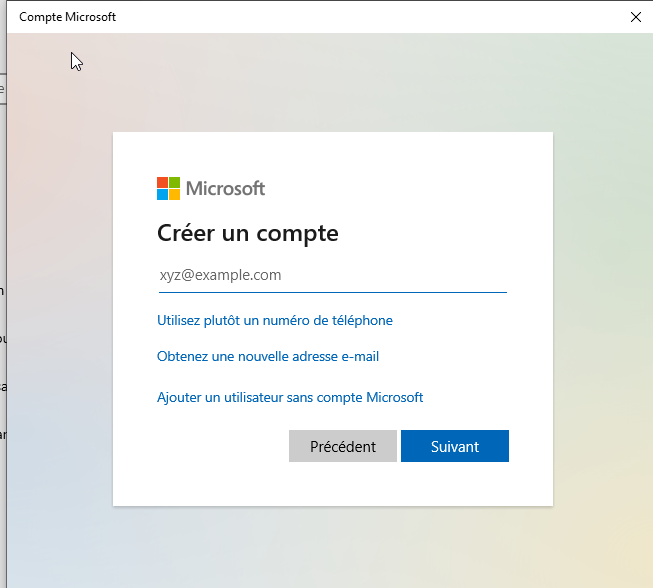 Compte Microsoft
Microsoft
Créer un compte
xyz@example.com
Utilisez plutôt un numéro de téléphone
Obtenez une nouvelle adresse e-mail
Ajouter un utilisateur sans compte Microsoft
Précédent Suivant